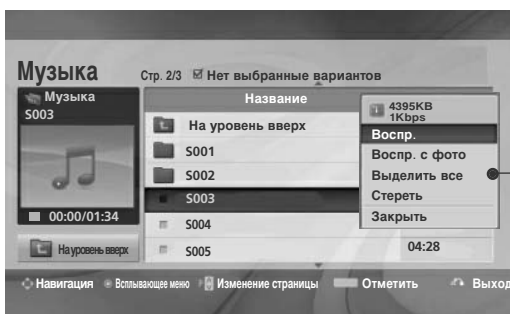 Музыка
Стр. 2/3 Нет выбранные вариантов
Музыка
S003
00:00/01:34
На уровень вверх
Название
На уровень вверх
S001
S002
S003
S004
S005
04:28
4395KB
1Kbps
Воспр.
Воспр. с фото
Выделить все
Стереть
Закрыть
Навигация Всплывающее меню Изменение страницы Отметить Выход